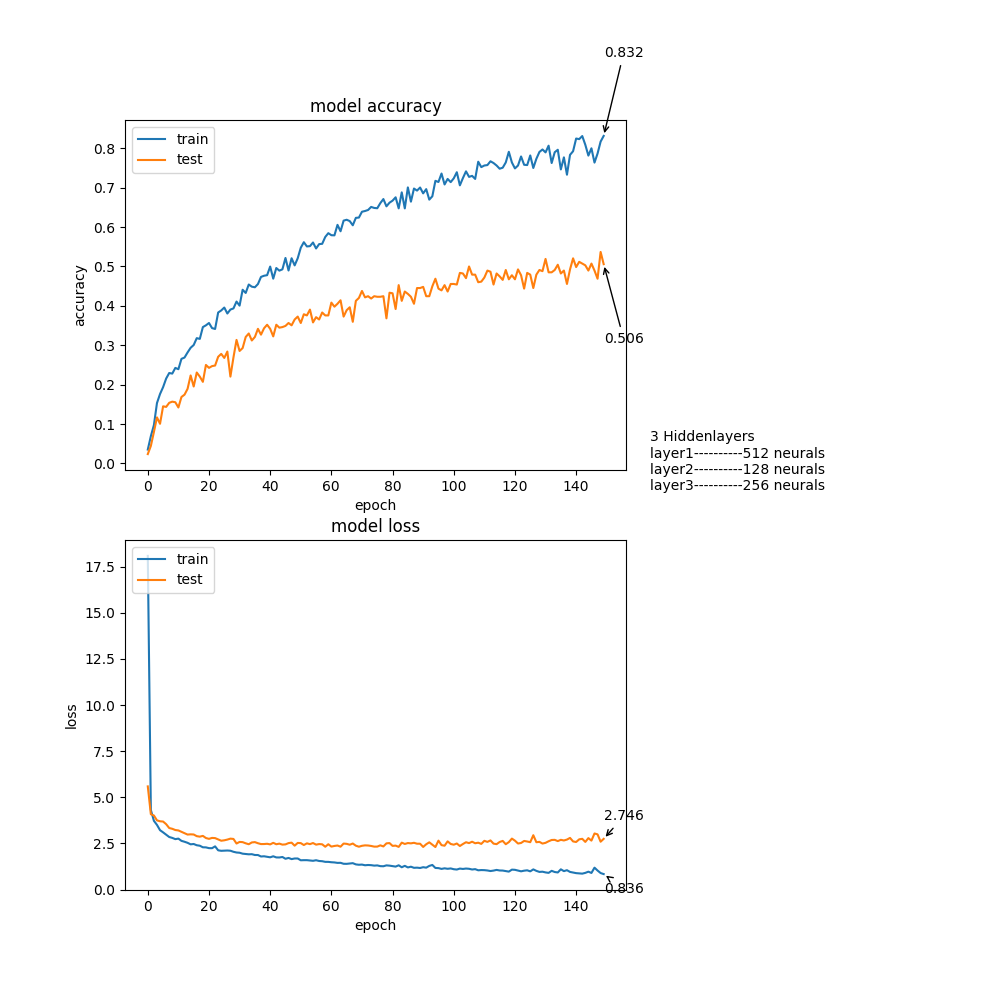 0.832
model accuracy
train
test
0.8
0.7
0.6
0.5
0.4
0.3
0.2
0.1
0.0
accuracy
0.506
0
20
40
60
80
100
120
140
epoch
3 Hiddenlayers
layer1----------512 neurals
layer2----------128 neurals
layer3----------256 neurals
model loss
train
test
17.5
15.0
12.5
10.0
7.5
5.0
2.5
0.0
loss
2.746
0.836
0
20
40
60
80
100
120
140
epoch